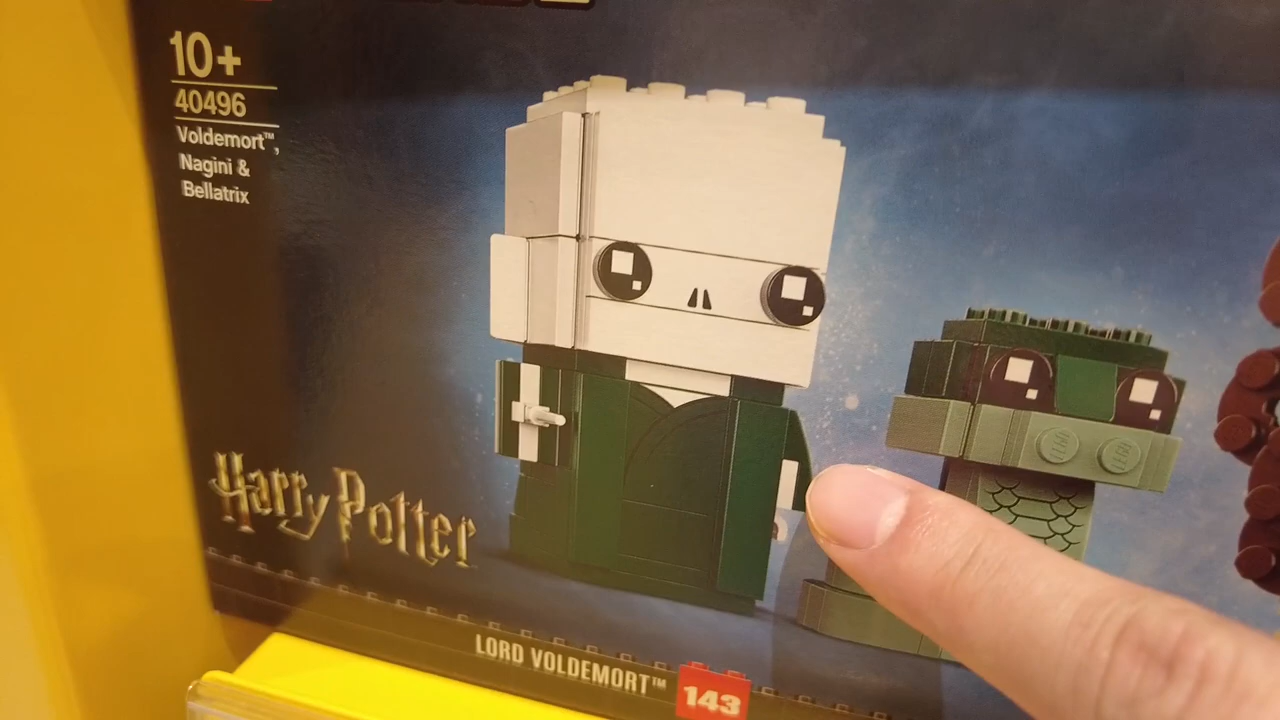 10+
40496
Voldemort™,
Nagini &
Bellatrix
Harry Potter
LORD VOLDEMORT™
143